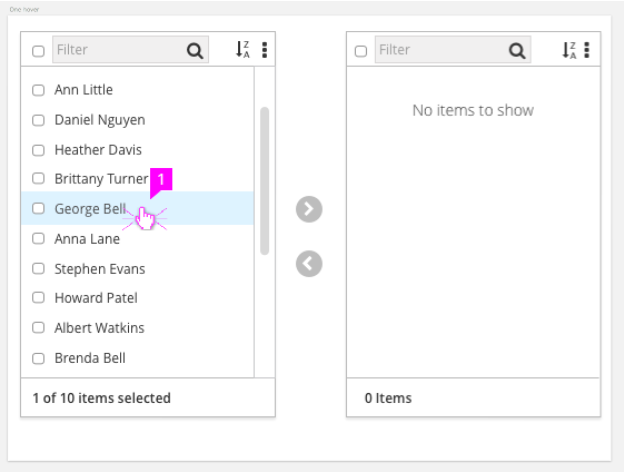 One hover
Filter
Z
A
Ann Little
Daniel Nguyen
Heather Davis
Brittany Turner
1
George Bell
Anna Lane
Stephen Evans
Howard Patel
Albert Watkins
Brenda Bell
1 of 10 items selected
Filter
Z
A
No items to show
0 Items